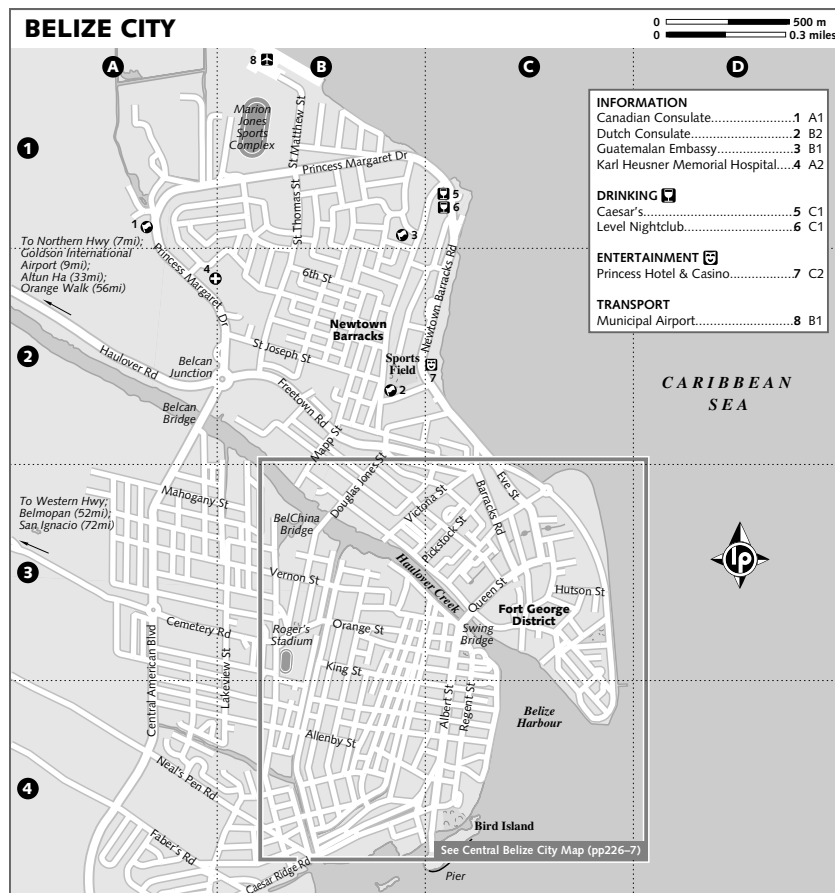 BELIZE CITY
0 500 m
0 0.3 miles
A
B
C
D
1
2
3
4
INFORMATION
Canadian Consulate.......................1 A1
Dutch Consulate............................2 B2
Guatemalan Embassy.....................3 B1
Karl Heusner Memorial Hospital....4 A2
DRINKING
Caesar's..........................................5 C1
Level Nightclub..............................6 C1
ENTERTAINMENT
Princess Hotel & Casino.................7 C2
TRANSPORT
Municipal Airport...........................8 B1
8
Marion
Jones
Sports
Complex
St Matthew St
Princess Margaret Dr
St Thomas St
5
6
1
3
To Northern Hwy (7mi);
Goldson International
Airport (9mi);
Altun Ha (33mi);
Orange Walk (56mi)
Princess Margaret Dr
4
6th St
Newtown Barracks Rd
Newtown
Barracks
St Joseph St
Sports
Field
7
2
Haulover Rd
Belcan
Junction
Freetown Rd
Belcan
Bridge
Mapp St
CARIBBEAN
SEA
To Western Hwy;
Belmopan (52mi);
San Ignacio (72mi)
Mahogany St
Douglas Jones St
BelChina
Bridge
Victoria St
Pickstock St
Barracks Rd
Eve St
Haulover Creek
Queen St
Hutson St
Fort George
District
Swing
Bridge
Vernon St
Cemetery Rd
Roger's
Stadium
Orange St
King St
Central American Blvd
Lakeview St
Albert St
Regent St
Belize
Harbour
Allenby St
Neal's Pen Rd
Faber's Rd
Caesar Ridge Rd
Bird Island
See Central Belize City Map (pp226–7)
Pier
lp